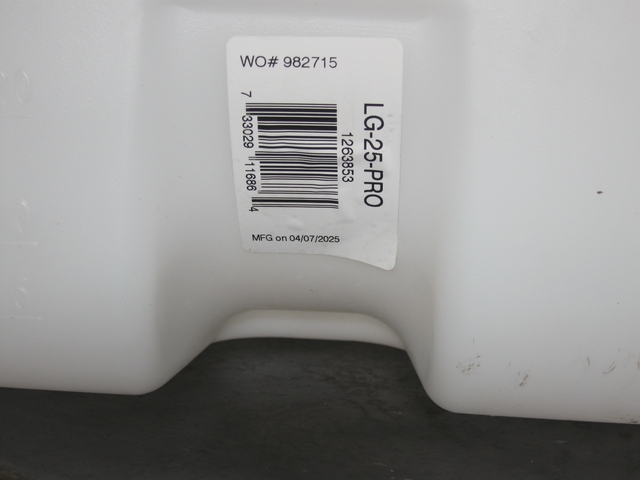 WO# 982715
LG-25-PRO
1263853
7 33029 11686 4
MFG on 04/07/2025